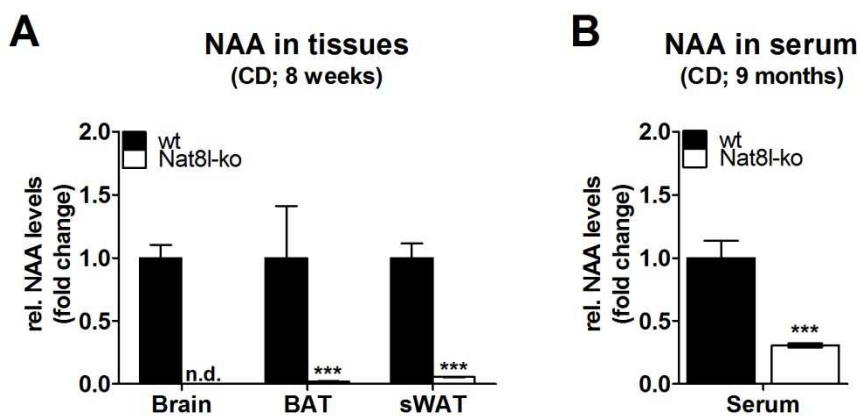 A
NAA in tissues
(CD; 8 weeks)
rel. NAA levels
(fold change)
2.0
1.5
1.0
0.5
0.0
wt
Nat8l-ko
n.d.
***
***
Brain BAT sWAT
B
NAA in serum
(CD; 9 months)
rel. NAA levels
(fold change)
2.0
1.5
1.0
0.5
0.0
wt
Nat8l-ko
***
Serum